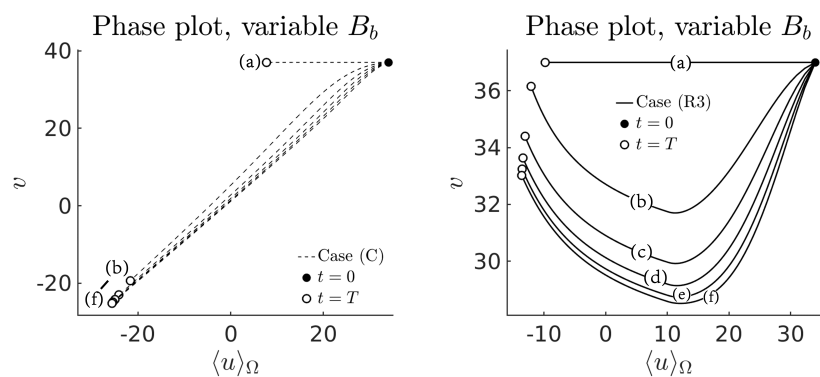 Phase plot, variable B_b
40
20
0
-20
v
(a)
(b)
(f)
Case (C)
t = 0
t = T
-20
0
20
⟨u⟩_Ω
Phase plot, variable B_b
36
34
32
30
v
(a)
Case (R3)
t = 0
t = T
(b)
(c)
(d)
(e)
(f)
-10
0
10
20
30
⟨u⟩_Ω